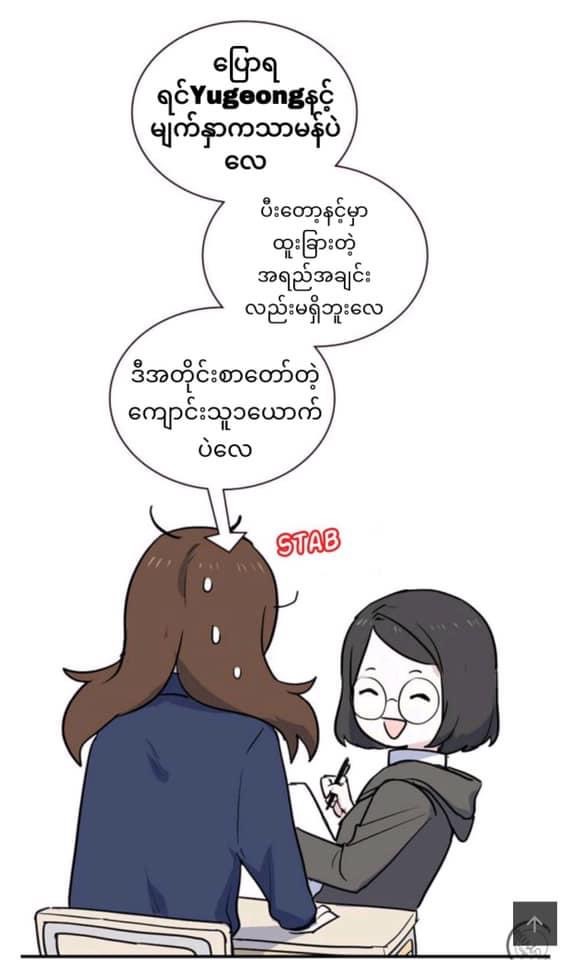 ပြောရ
ရင်Yugeongနင့်
မျက်နှာကသာမန်ပဲ
လေ
ပီးတော့နင့်မှာ
ထူးခြားတဲ့
အရည်အချင်း
လည်းမရှိဘူးလေ
ဒီအတိုင်းစာတော်တဲ့
ကျောင်းသူ၁ယောက်
ပဲလေ
STAB